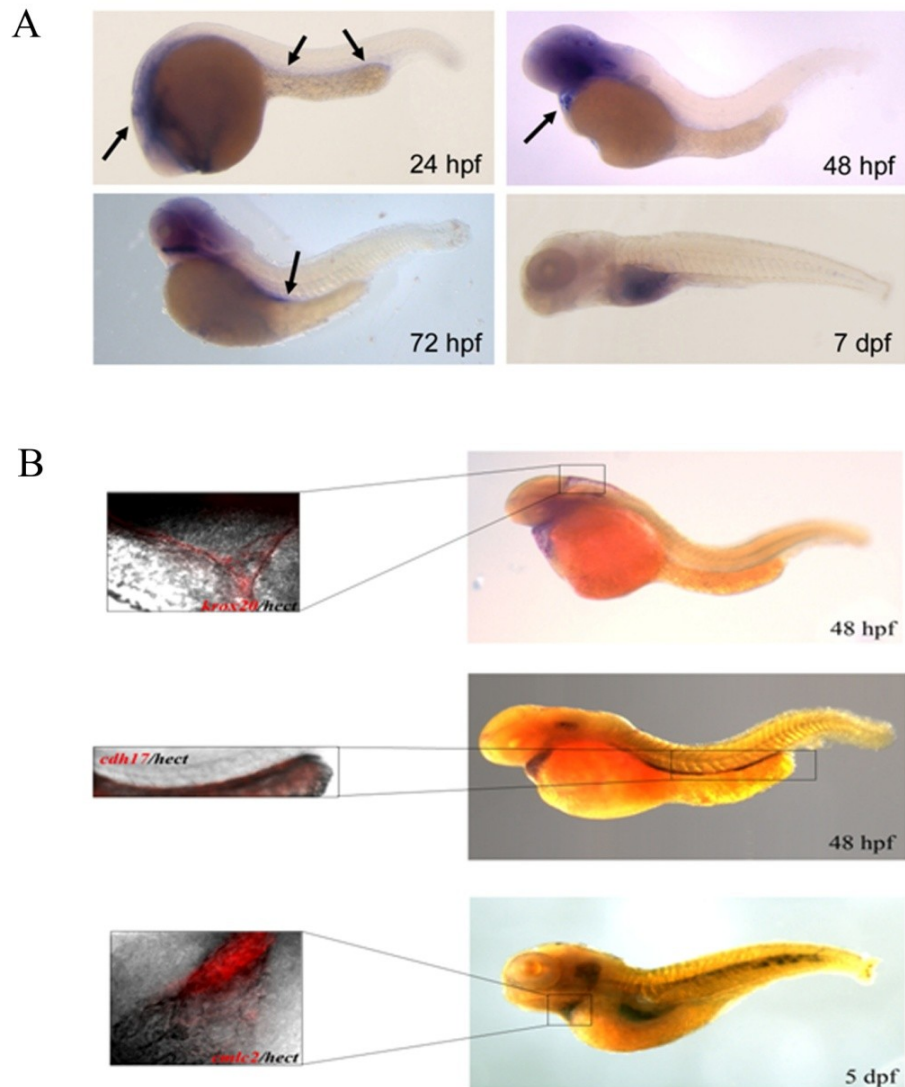 A
24 hpf
48 hpf
72 hpf
7 dpf
B
krox20/hect
48 hpf
cdh17/hect
48 hpf
cmlc2/hect
5 dpf